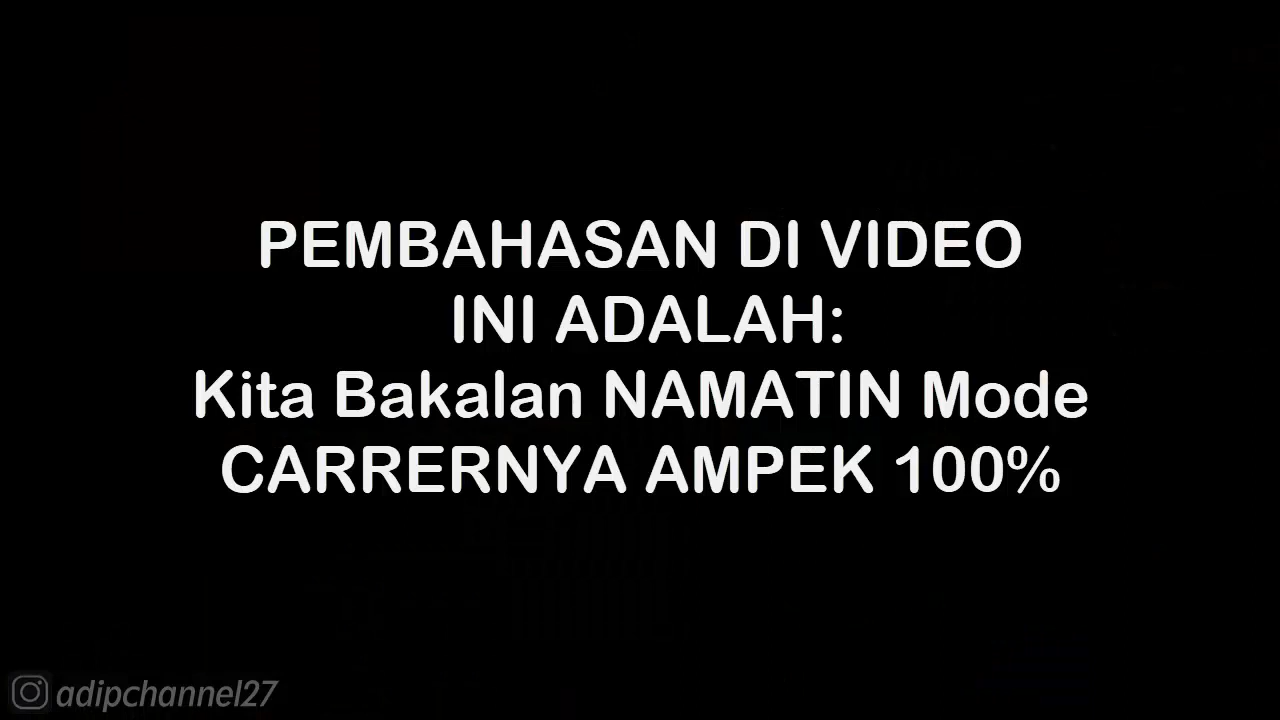 PEMBAHASAN DI VIDEO
INI ADALAH:
Kita Bakalan NAMATIN Mode
CARRERNYA AMPEK 100%
adipchannel27